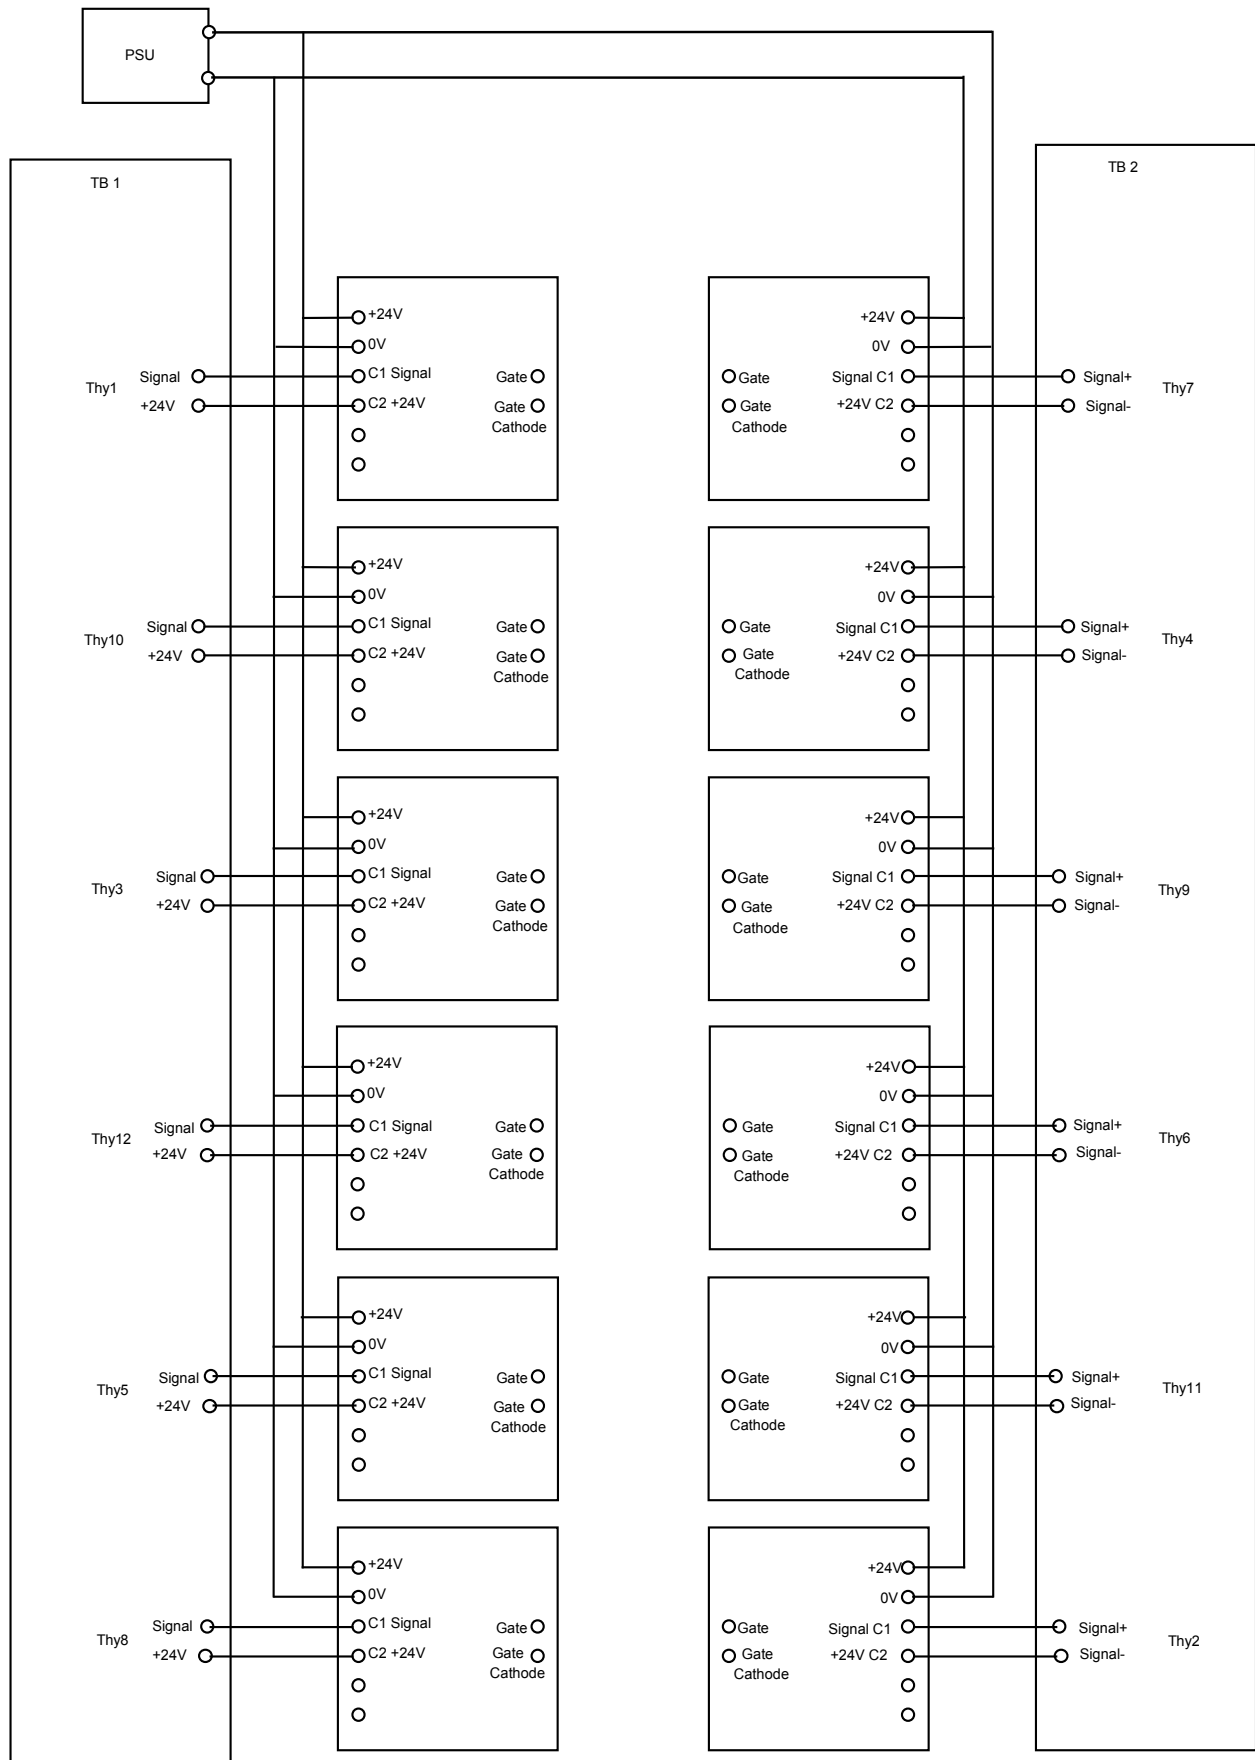 PSU
TB 1
TB 2
+24V
0V
Signal
C1 Signal
Gate
Thy1
+24V
C2 +24V
Gate
Cathode
+24V
0V
Gate
Signal C1
Signal+
Thy7
Gate
+24V C2
Signal-
Cathode
+24V
0V
Signal
C1 Signal
Gate
Thy10
+24V
C2 +24V
Gate
Cathode
+24V
0V
Gate
Signal C1
Signal+
Thy4
Gate
+24V C2
Signal-
Cathode
+24V
0V
Signal
C1 Signal
Gate
Thy3
+24V
C2 +24V
Gate
Cathode
+24V
0V
Gate
Signal C1
Signal+
Thy9
Gate
+24V C2
Signal-
Cathode
+24V
0V
Signal
C1 Signal
Gate
Thy12
+24V
C2 +24V
Gate
Cathode
+24V
0V
Gate
Signal C1
Signal+
Thy6
Gate
+24V C2
Signal-
Cathode
+24V
0V
Signal
C1 Signal
Gate
Thy5
+24V
C2 +24V
Gate
Cathode
+24V
0V
Gate
Signal C1
Signal+
Thy11
Gate
+24V C2
Signal-
Cathode
+24V
0V
Signal
C1 Signal
Gate
Thy8
+24V
C2 +24V
Gate
Cathode
+24V
0V
Gate
Signal C1
Signal+
Thy2
Gate
+24V C2
Signal-
Cathode